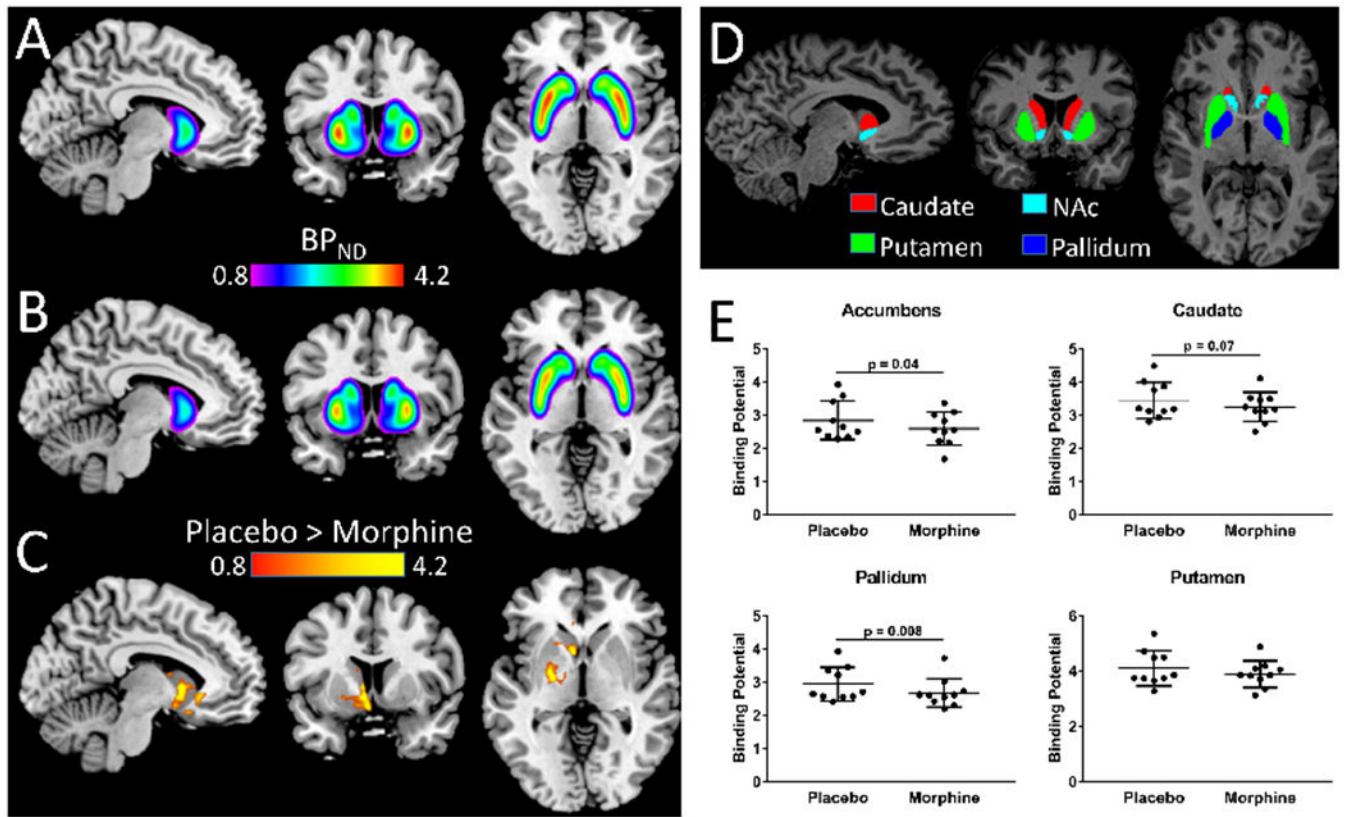 A
BP_ND
0.8 4.2
B
Placebo > Morphine
0.8 4.2
C
D
Caudate NAc
Putamen Pallidum
E
Accumbens
5
4
3
2
1
0
Binding Potential
p = 0.04
Placebo Morphine
Caudate
5
4
3
2
1
0
Binding Potential
p = 0.07
Placebo Morphine
Pallidum
5
4
3
2
1
0
Binding Potential
p = 0.008
Placebo Morphine
Putamen
6
4
2
0
Binding Potential
Placebo Morphine